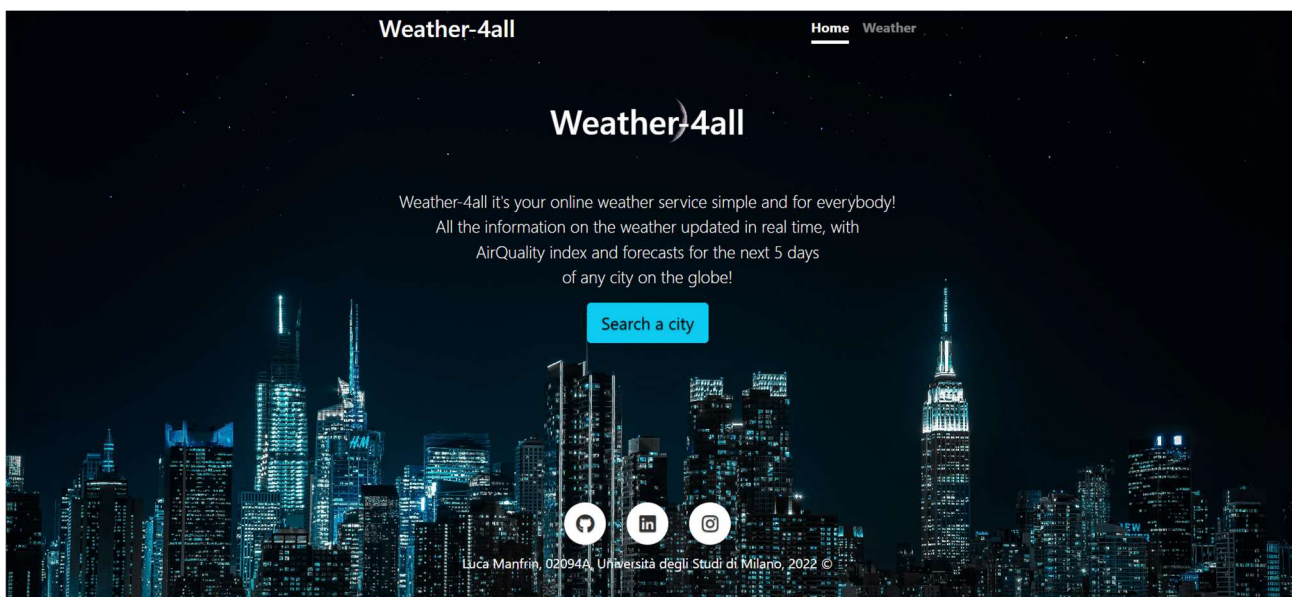 Weather-4all
Home Weather
Weather-4all
Weather-4all it's your online weather service simple and for everybody!
All the information on the weather updated in real time, with
AirQuality index and forecasts for the next 5 days
of any city on the globe!
Search a city
H&M
in
NEW
Luca Manfrin, 02094A, Università degli Studi di Milano, 2022 ©